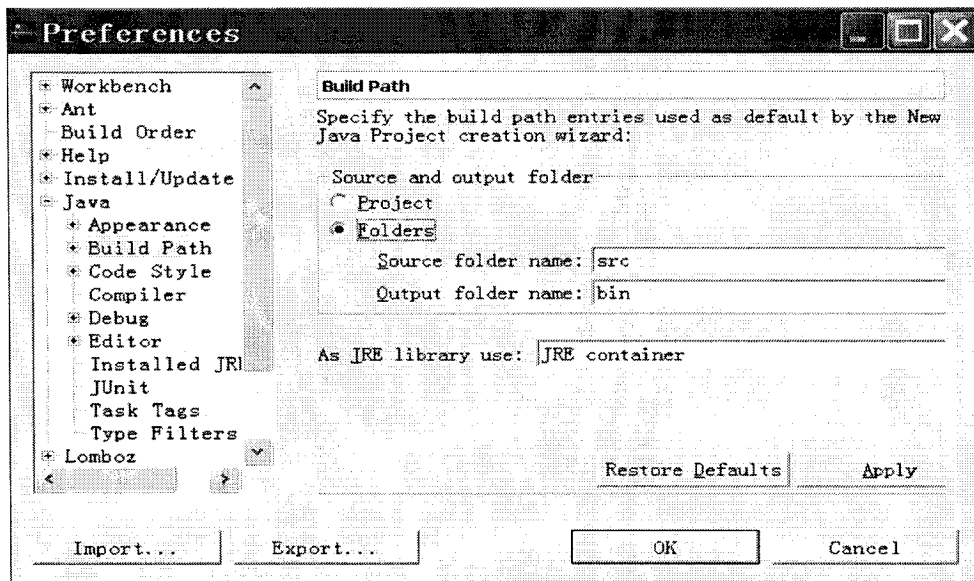 Preferences
Workbench
Ant
Build Order
Help
Install/Update
Java
Appearance
Build Path
Code Style
Compiler
Debug
Editor
Installed JR
JUnit
Task Tags
Type Filters
Lomboz
Build Path
Specify the build path entries used as default by the New
Java Project creation wizard:
Source and output folder
Project
Folders
Source folder name: src
Output folder name: bin
As JRE library use: JRE container
Restore Defaults Apply
Import... Export... OK Cancel